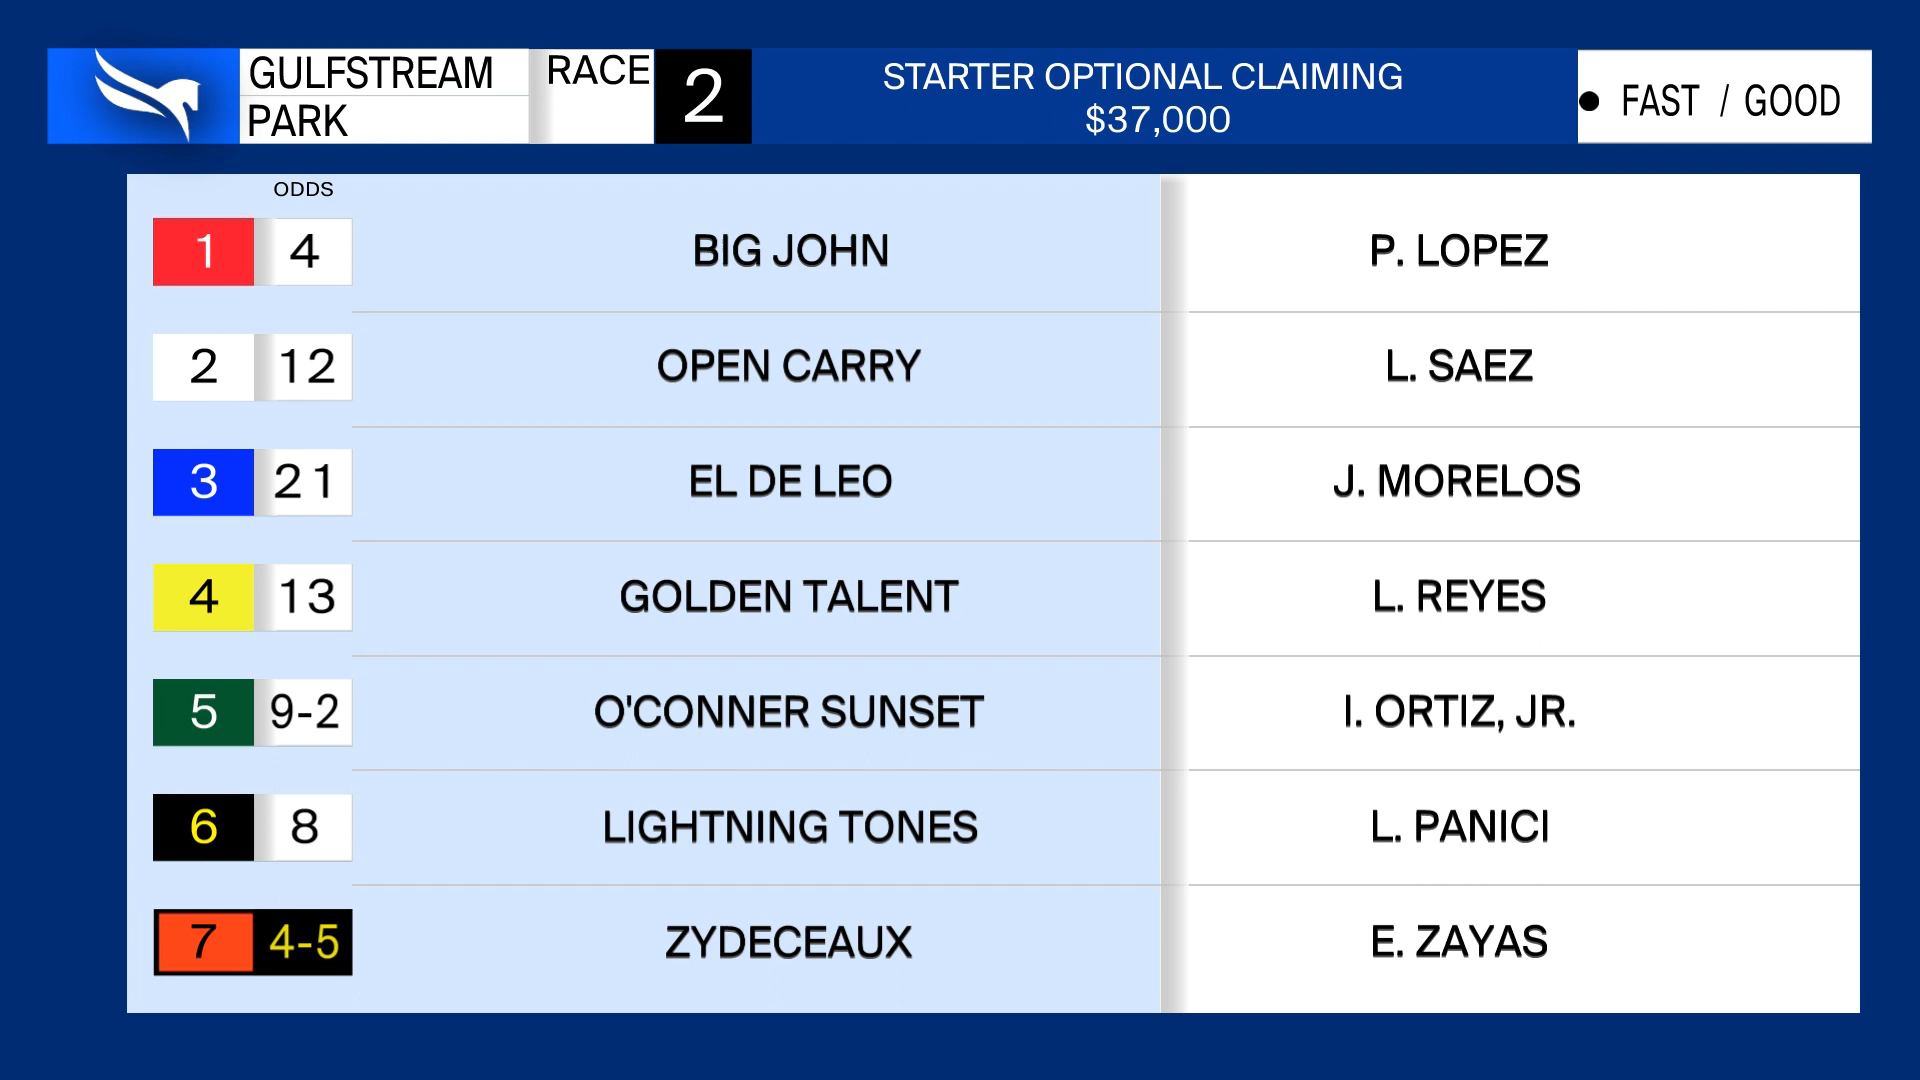 GULFSTREAM
PARK
RACE
2
STARTER OPTIONAL CLAIMING
$37,000
• FAST / GOOD
ODDS
1 4 BIG JOHN P. LOPEZ
2 12 OPEN CARRY L. SAEZ
3 21 EL DE LEO J. MORELOS
4 13 GOLDEN TALENT L. REYES
5 9-2 O'CONNER SUNSET I. ORTIZ, JR.
6 8 LIGHTNING TONES L. PANICI
7 4-5 ZYDECEAUX E. ZAYAS